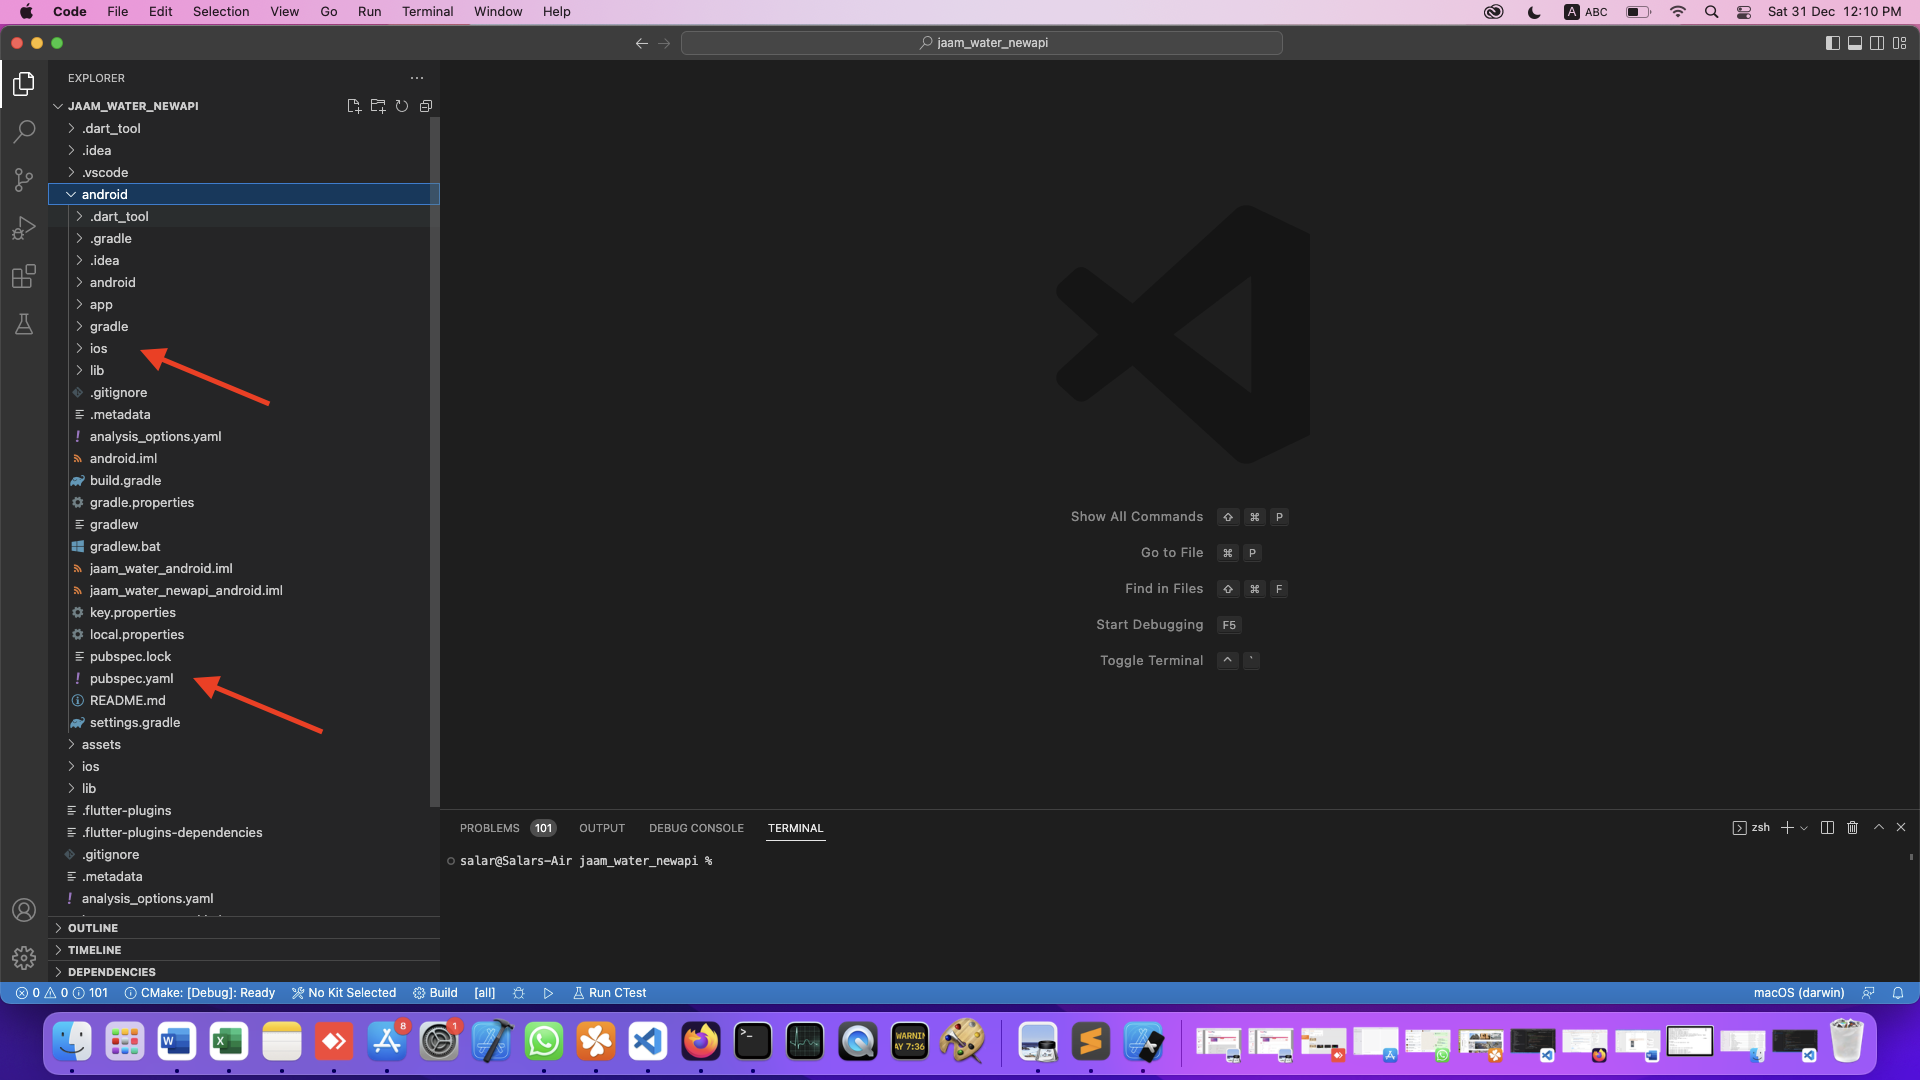 Code File Edit Selection View Go Run Terminal Window Help
A ABC Sat 31 Dec 12:10 PM
jaam_water_newapi
EXPLORER
JAAM_WATER_NEWAPI
.dart_tool
.idea
.vscode
android
.dart_tool
.gradle
.idea
android
app
gradle
ios
lib
.gitignore
.metadata
analysis_options.yaml
android.iml
build.gradle
gradle.properties
gradlew
gradlew.bat
jaam_water_android.iml
jaam_water_newapi_android.iml
key.properties
local.properties
pubspec.lock
pubspec.yaml
README.md
settings.gradle
assets
ios
lib
.flutter-plugins
.flutter-plugins-dependencies
.gitignore
.metadata
analysis_options.yaml
OUTLINE
TIMELINE
DEPENDENCIES
Show All Commands ⇧ ⌘ P
Go to File ⌘ P
Find in Files ⇧ ⌘ F
Start Debugging F5
Toggle Terminal ^ `
PROBLEMS 101 OUTPUT DEBUG CONSOLE TERMINAL
zsh
salar@Salars-Air jaam_water_newapi %
0 0 101 CMake: [Debug]: Ready No Kit Selected Build [all] Run CTest
macOS (darwin)
8
1
W
X
WARNIN
AY 7:36